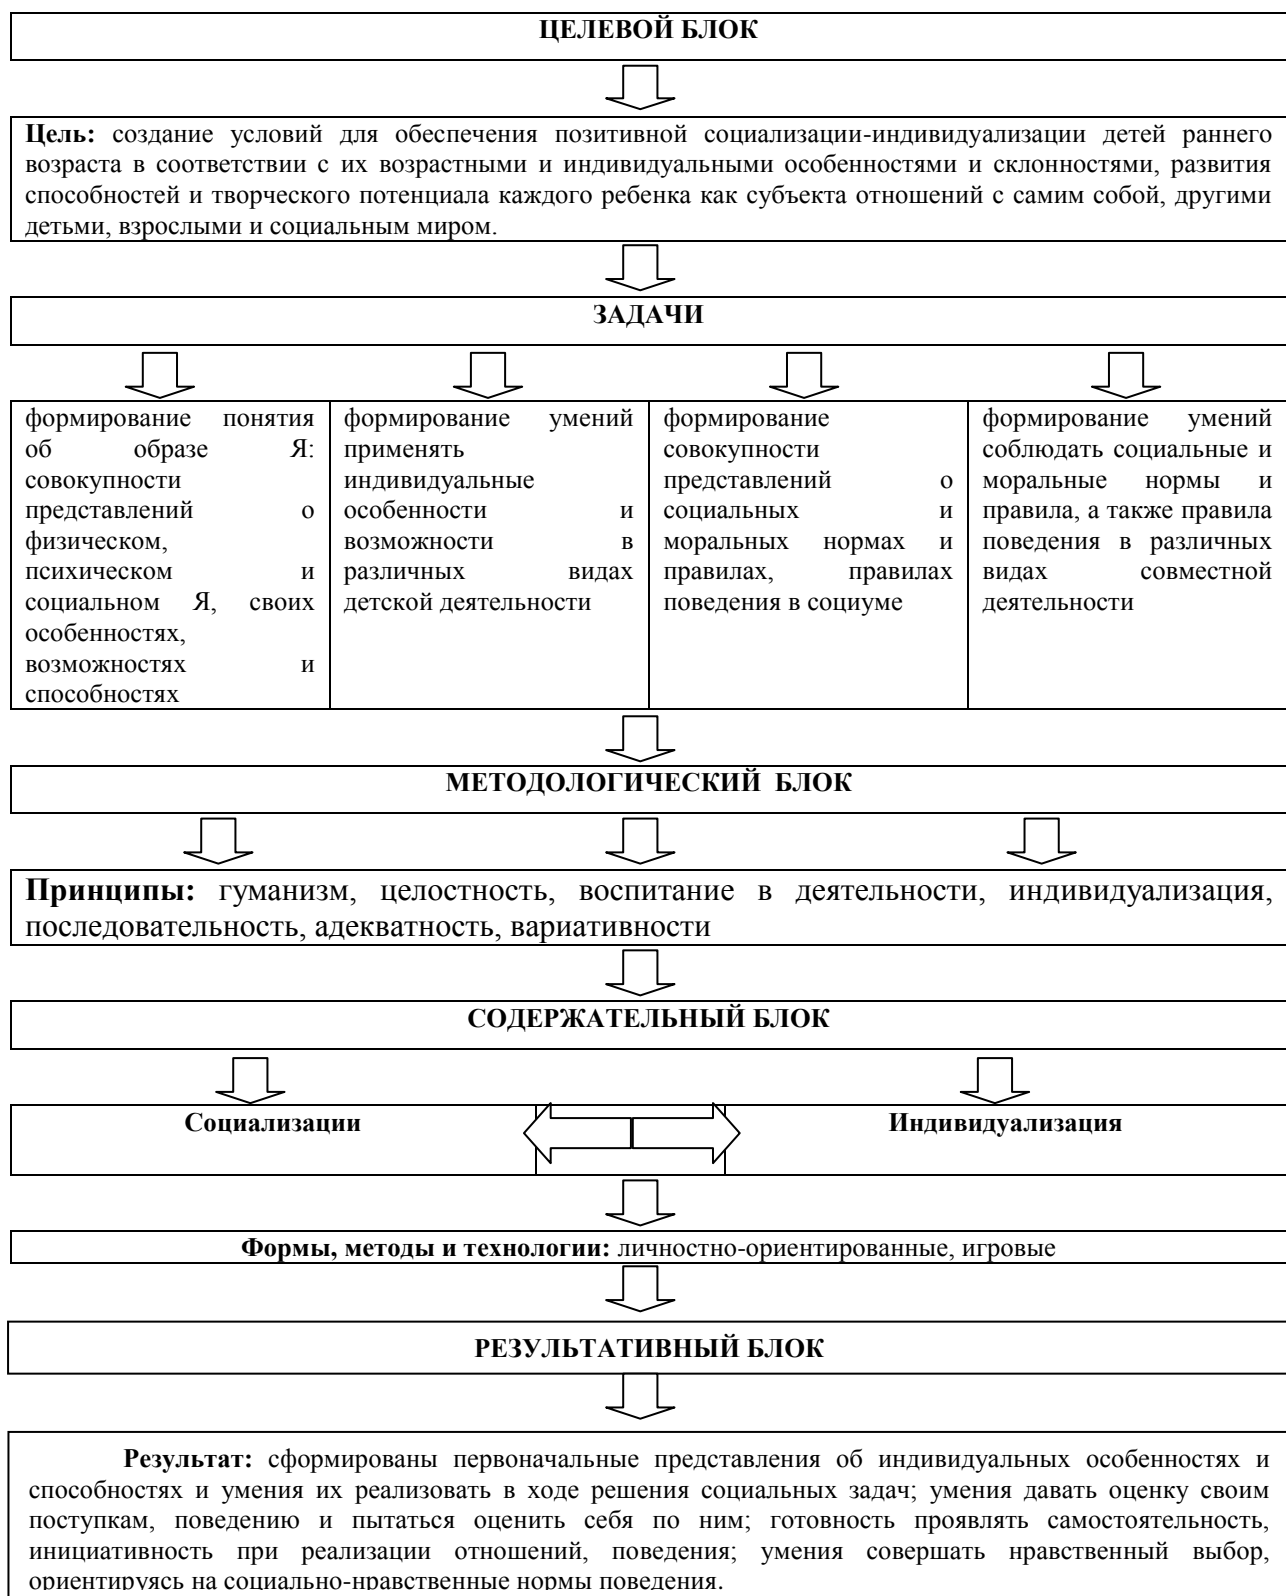 ЦЕЛЕВОЙ БЛОК
Цель: создание условий для обеспечения позитивной социализации-индивидуализации детей раннего
возраста в соответствии с их возрастными и индивидуальными особенностями и склонностями, развития
способностей и творческого потенциала каждого ребенка как субъекта отношений с самим собой, другими
детьми, взрослыми и социальным миром.
ЗАДАЧИ
формирование понятия
об образе Я:
совокупности
представлений о
физическом,
психическом и
социальном Я, своих
особенностях,
возможностях и
способностях
формирование умений
применять
индивидуальные
особенности и
возможности в
различных видах
детской деятельности
формирование
совокупности
представлений о
социальных и
моральных нормах и
правилах, правилах
поведения в социуме
формирование умений
соблюдать социальные и
моральные нормы и
правила, а также правила
поведения в различных
видах совместной
деятельности
МЕТОДОЛОГИЧЕСКИЙ БЛОК
Принципы: гуманизм, целостность, воспитание в деятельности, индивидуализация,
последовательность, адекватность, вариативности
СОДЕРЖАТЕЛЬНЫЙ БЛОК
Социализации
Индивидуализация
Формы, методы и технологии: личностно-ориентированные, игровые
РЕЗУЛЬТАТИВНЫЙ БЛОК
Результат: сформированы первоначальные представления об индивидуальных особенностях и
способностях и умения их реализовать в ходе решения социальных задач; умения давать оценку своим
поступкам, поведению и пытаться оценить себя по ним; готовность проявлять самостоятельность,
инициативность при реализации отношений, поведения; умения совершать нравственный выбор,
ориентируясь на социально-нравственные нормы поведения.